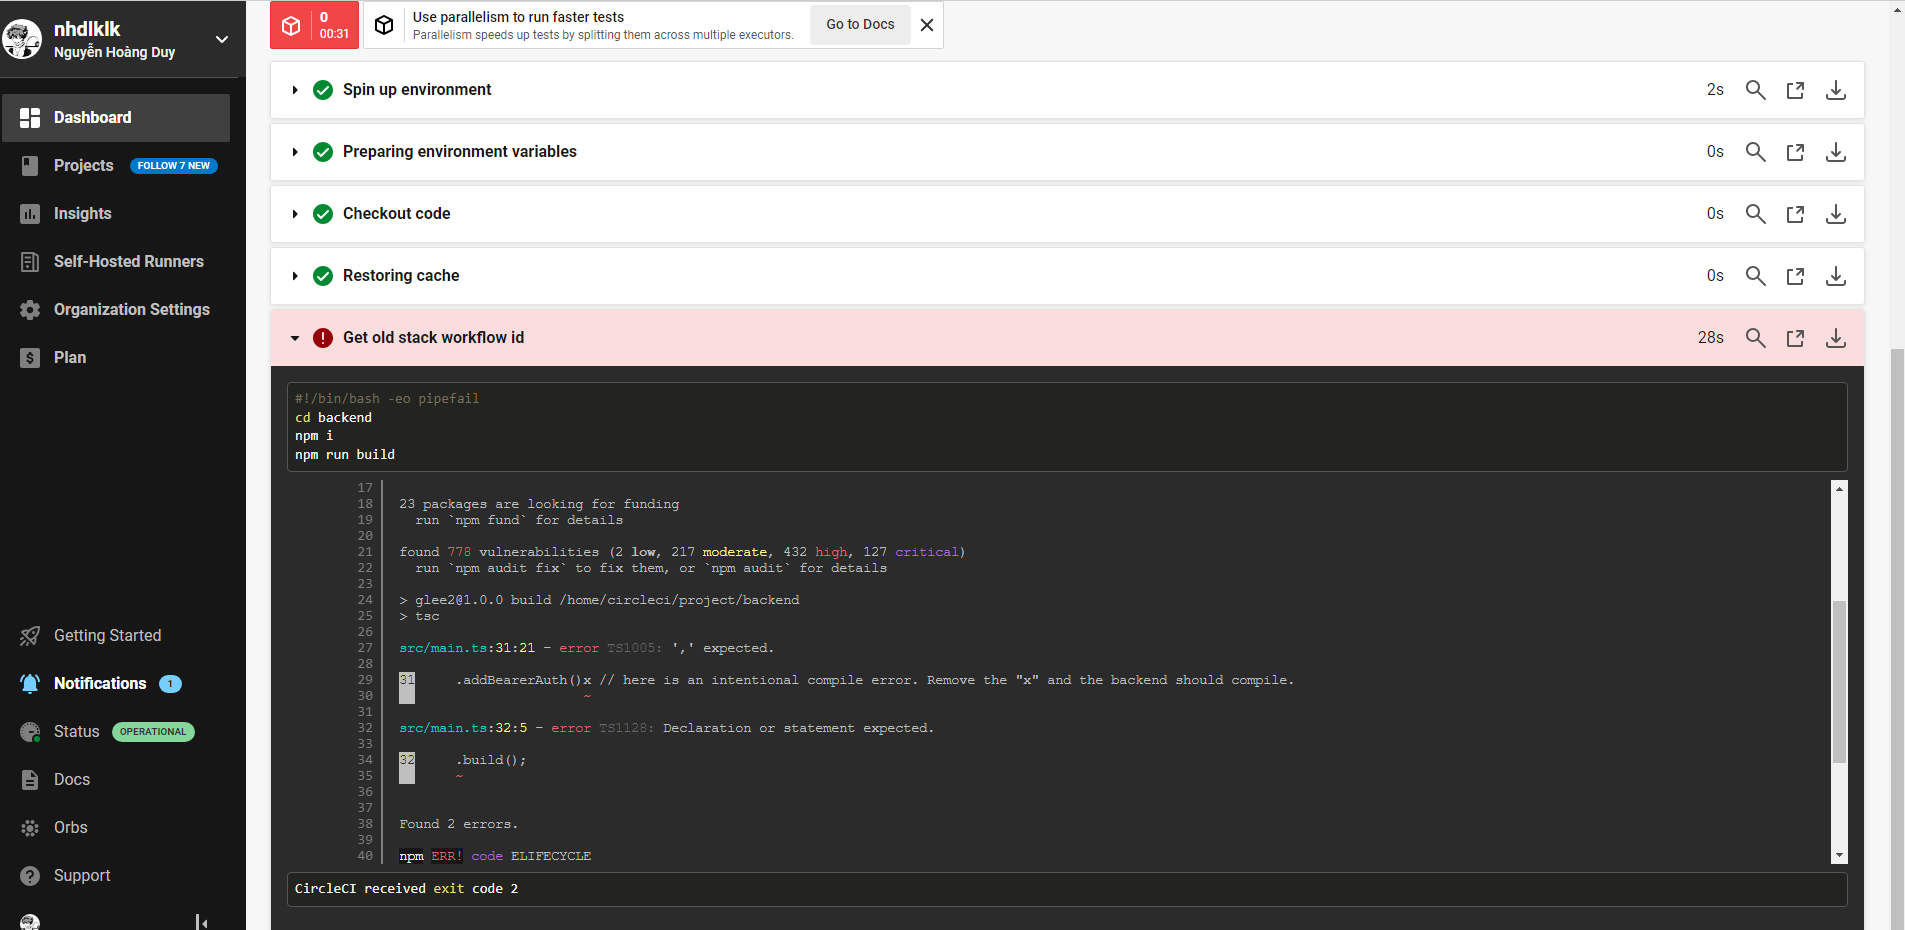 nhdlklk
Nguyễn Hoàng Duy
Dashboard
Projects FOLLOW 7 NEW
Insights
Self-Hosted Runners
Organization Settings
Plan
Getting Started
Notifications 1
Status OPERATIONAL
Docs
Orbs
Support
0
00:31
Use parallelism to run faster tests
Parallelism speeds up tests by splitting them across multiple executors.
Go to Docs
Spin up environment 2s
Preparing environment variables 0s
Checkout code 0s
Restoring cache 0s
Get old stack workflow id 28s
#!/bin/bash -eo pipefail
cd backend
npm i
npm run build
17
18 23 packages are looking for funding
19 run `npm fund` for details
20
21 found 778 vulnerabilities (2 low, 217 moderate, 432 high, 127 critical)
22 run `npm audit fix` to fix them, or `npm audit` for details
23
24 > glee2@1.0.0 build /home/circleci/project/backend
25 > tsc
26
27 src/main.ts:31:21 - error TS1005: ',' expected.
28
29 31 .addBearerAuth()x // here is an intentional compile error. Remove the "x" and the backend should compile.
30 ~
31
32 src/main.ts:32:5 - error TS1128: Declaration or statement expected.
33
34 32 .build();
35 ~
36
37
38 Found 2 errors.
39
40 npm ERR! code ELIFECYCLE
CircleCI received exit code 2